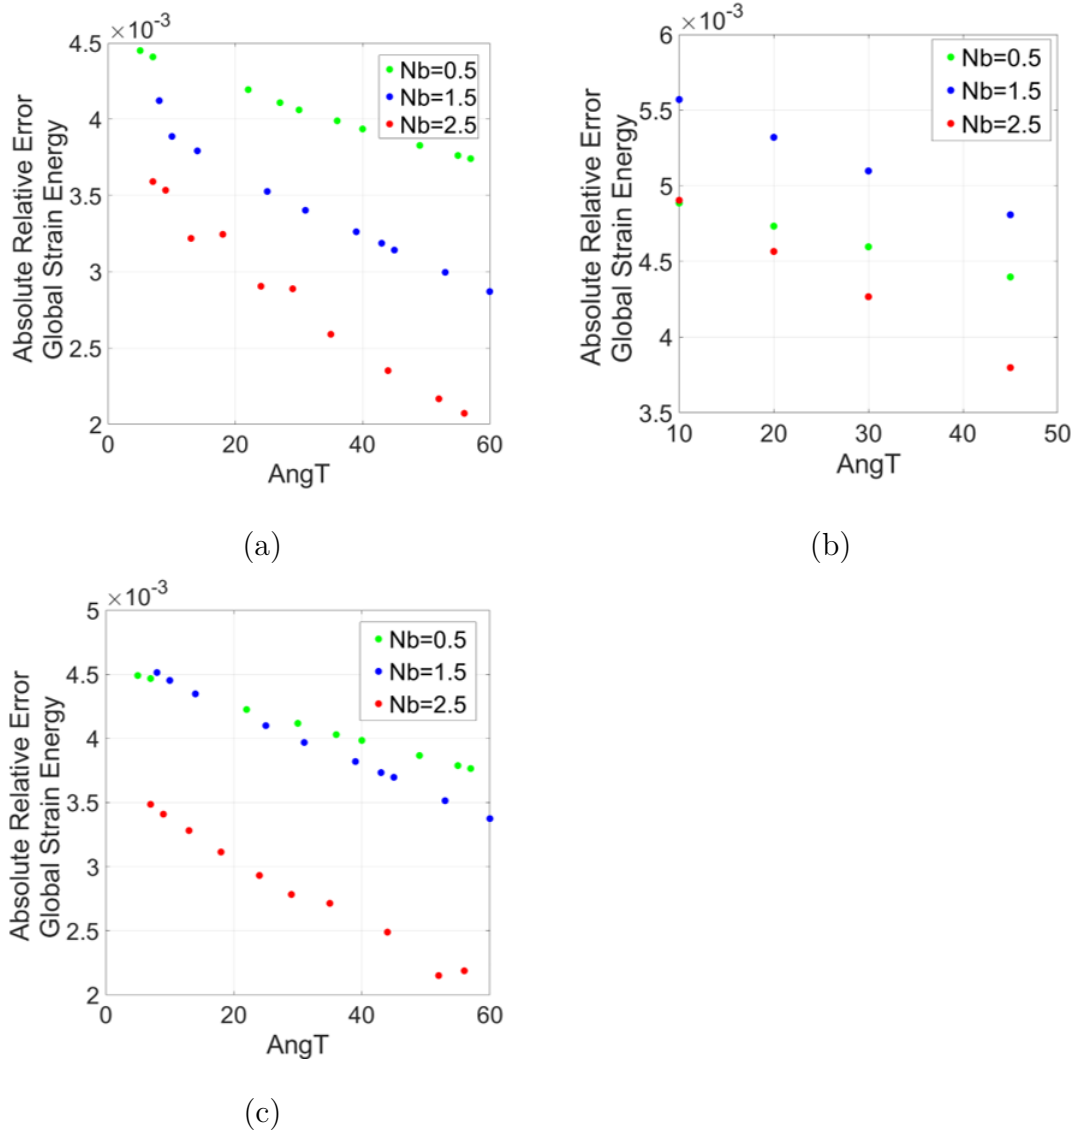 ×10-3
4.5
4
3.5
3
2.5
2
0
20
40
60
Absolute Relative Error
Global Strain Energy
AngT
Nb=0.5
Nb=1.5
Nb=2.5
(a)
×10-3
6
5.5
5
4.5
4
3.5
10
20
30
40
50
Absolute Relative Error
Global Strain Energy
AngT
Nb=0.5
Nb=1.5
Nb=2.5
(b)
×10-3
5
4.5
4
3.5
3
2.5
2
0
20
40
60
Absolute Relative Error
Global Strain Energy
AngT
Nb=0.5
Nb=1.5
Nb=2.5
(c)